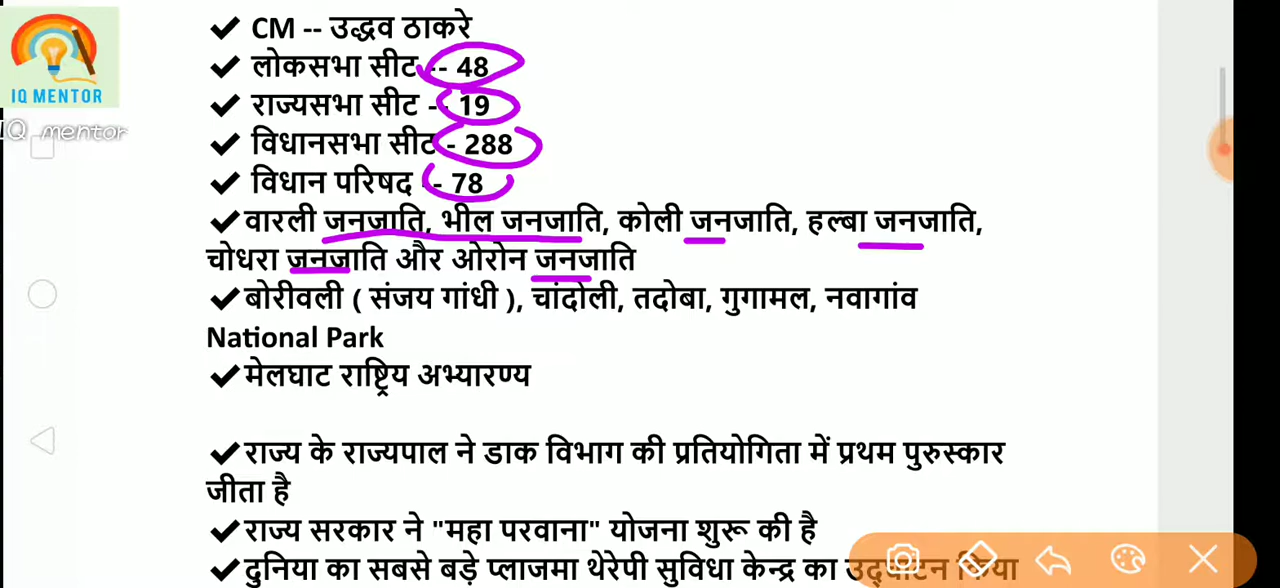 ✔ CM -- उद्धव ठाकरे
✔ लोकसभा सीट -- 48
✔ राज्यसभा सीट -- 19
✔ विधानसभा सीट - 288
✔ विधान परिषद -- 78
✔वारली जनजाति, भील जनजाति, कोली जनजाति, हल्बा जनजाति,
चोधरा जनजाति और ओरोन जनजाति
✔बोरीवली ( संजय गांधी ), चांदोली, तदोबा, गुगामल, नवागांव
National Park
✔मेलघाट राष्ट्रिय अभ्यारण्य
✔राज्य के राज्यपाल ने डाक विभाग की प्रतियोगिता में प्रथम पुरुस्कार
जीता है
✔राज्य सरकार ने "महा परवाना" योजना शुरू की है
✔दुनिया का सबसे बड़े प्लाजमा थेरेपी सुविधा केन्द्र का उद्घाटन किया
IQ MENTOR
IQ mentor